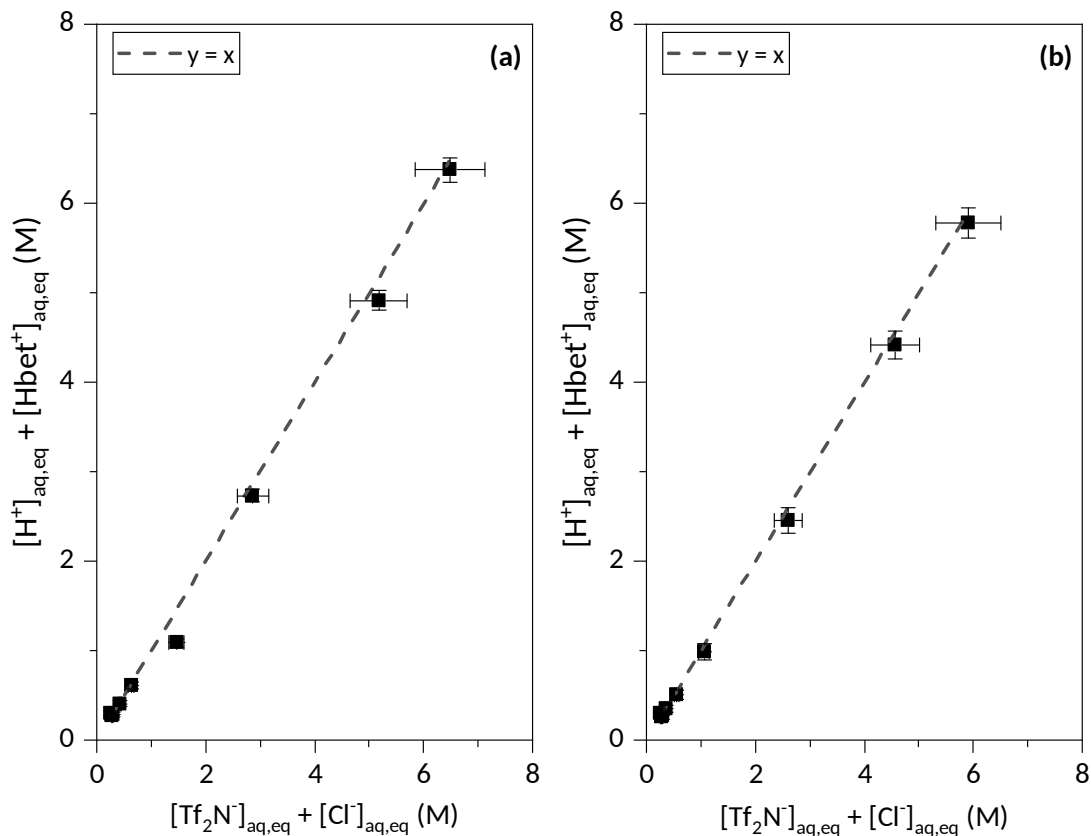 y = x
(a)
[H⁺]aq,eq + [Hbet⁺]aq,eq (M)
8
6
4
2
0
0 2 4 6 8
[Tf₂N⁻]aq,eq + [Cl⁻]aq,eq (M)
y = x
(b)
[H⁺]aq,eq + [Hbet⁺]aq,eq (M)
8
6
4
2
0
0 2 4 6 8
[Tf₂N⁻]aq,eq + [Cl⁻]aq,eq (M)